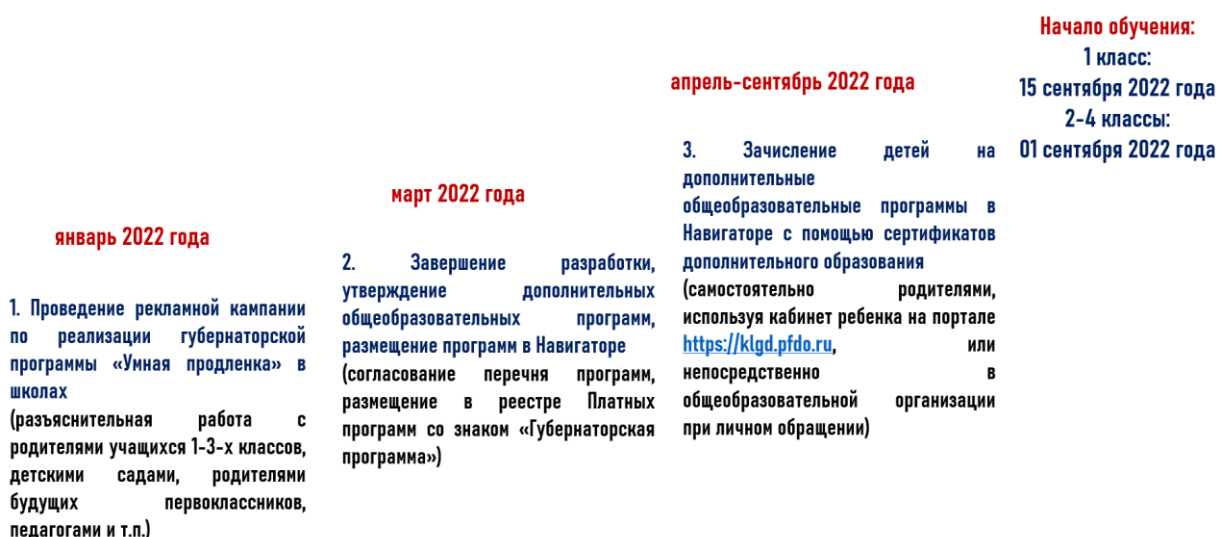 январь 2022 года
1. Проведение рекламной кампании
по реализации губернаторской
программы «Умная продленка» в
школах
(разъяснительная работа с
родителями учащихся 1-3-х классов,
детскими садами, родителями
будущих первоклассников,
педагогами и т.п.)
март 2022 года
2. Завершение разработки,
утверждение дополнительных
общеобразовательных программ,
размещение программ в Навигаторе
(согласование перечня программ,
размещение в реестре Платных
программ со знаком «Губернаторская
программа»)
апрель-сентябрь 2022 года
3. Зачисление детей на
дополнительные
общеобразовательные программы в
Навигаторе с помощью сертификатов
дополнительного образования
(самостоятельно родителями,
используя кабинет ребенка на портале
https://klgd.pfdo.ru, или
непосредственно в
общеобразовательной организации
при личном обращении)
Начало обучения:
1 класс:
15 сентября 2022 года
2-4 классы:
01 сентября 2022 года